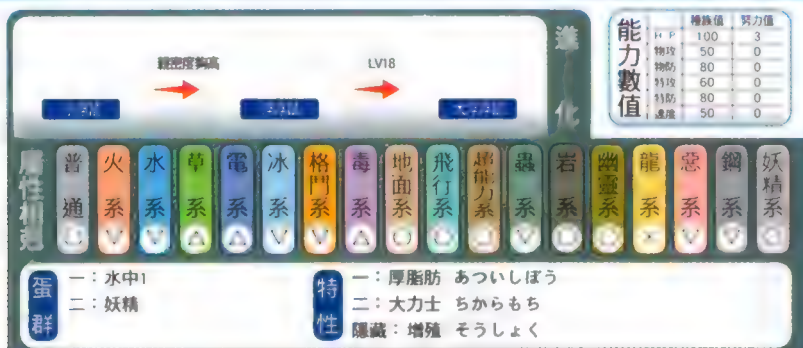 親密度夠高
LV18
進化
能力數值
種族值 努力值
HP 100 3
物攻 50 0
物防 80 0
特攻 60 0
特防 80 0
速度 50 0
屬性相剋
普通
火系
水系
草系
電系
冰系
格鬥系
毒系
地面系
飛行系
超能力系
蟲系
岩系
幽靈系
龍系
惡系
鋼系
妖精系
蛋群
一：水中1
二：妖精
特性
一：厚脂肪 あついしぼう
二：大力士 ちからもち
隱藏：增殖 そうしょく